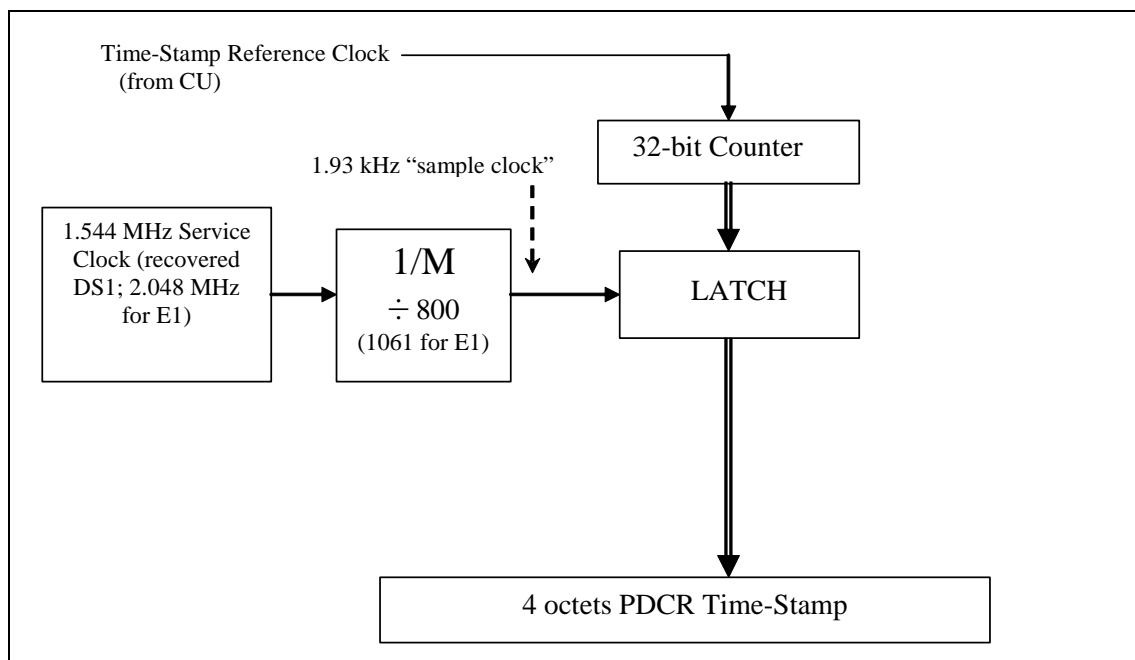 Time-Stamp Reference Clock
(from CU)
32-bit Counter
1.93 kHz “sample clock”
1.544 MHz Service
Clock (recovered
DS1; 2.048 MHz
for E1)
1/M
÷ 800
(1061 for E1)
LATCH
4 octets PDCR Time-Stamp